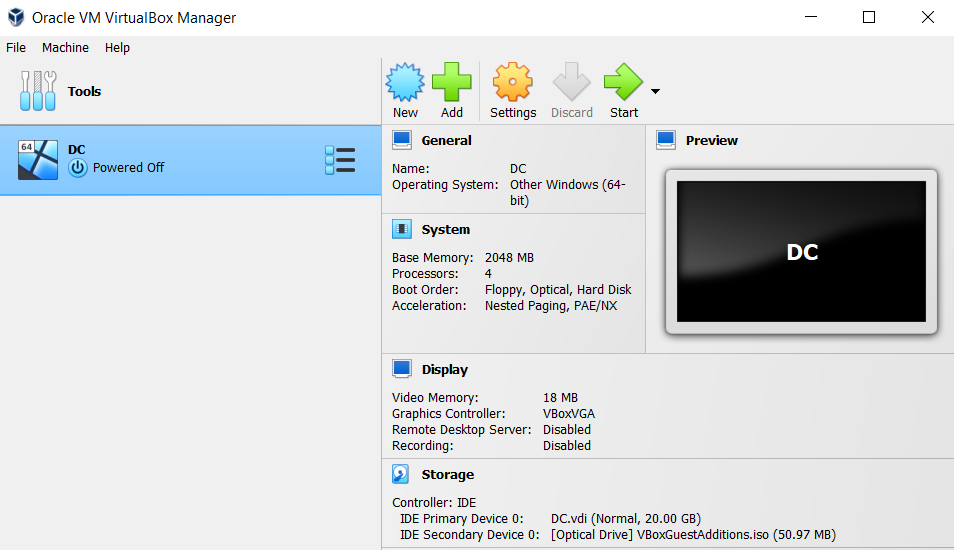 Oracle VM VirtualBox Manager
File Machine Help
Tools
New Add Settings Discard Start
64
DC
Powered Off
General
Name: DC
Operating System: Other Windows (64-
bit)
Preview
DC
System
Base Memory: 2048 MB
Processors: 4
Boot Order: Floppy, Optical, Hard Disk
Acceleration: Nested Paging, PAE/NX
Display
Video Memory: 18 MB
Graphics Controller: VBoxVGA
Remote Desktop Server: Disabled
Recording: Disabled
Storage
Controller: IDE
IDE Primary Device 0: DC.vdi (Normal, 20.00 GB)
IDE Secondary Device 0: [Optical Drive] VBoxGuestAdditions.iso (50.97 MB)